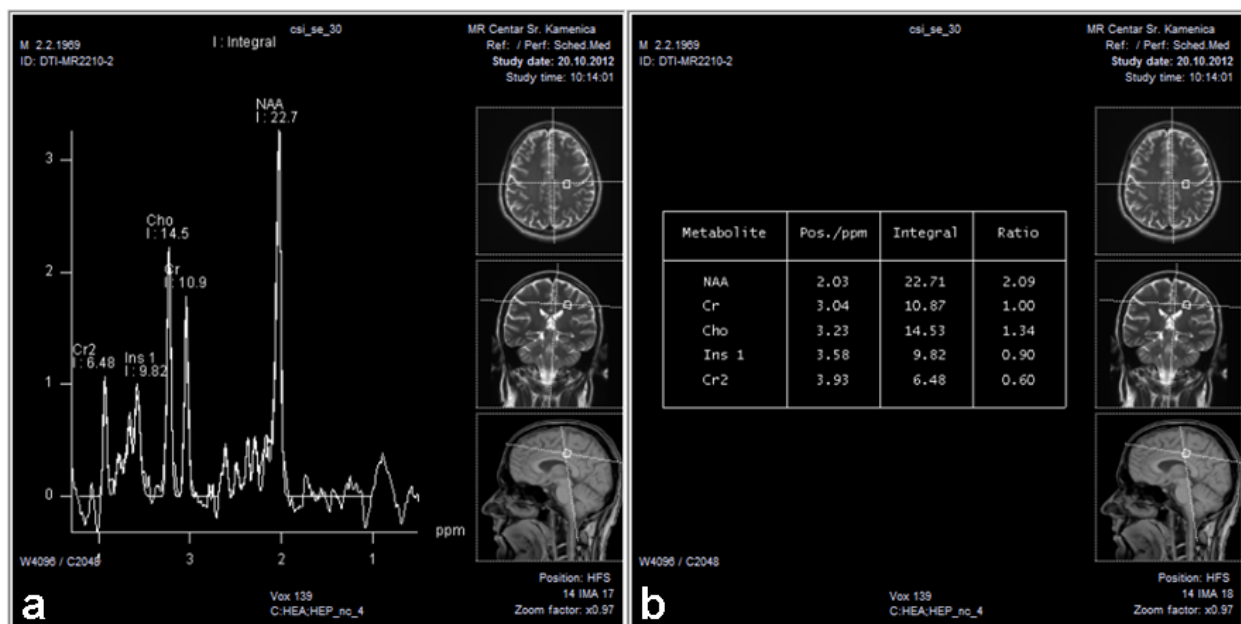 csi_se_30
I : Integral
M 2.2.1969
ID: DTI-MR2210-2
MR Centar Sr. Kamenica
Ref: / Perf: Sched.Med
Study date: 20.10.2012
Study time: 10:14:01
NAA
I : 22.7
Cho
I : 14.5
Cr
I : 10.9
Cr2
I : 6.48
Ins 1
I : 9.82
3
2
1
0
4
3
2
1
ppm
W4096 / C2048
Vox 139
C:HEA;HEP_nc_4
Position: HFS
14 IMA 17
Zoom factor: x0.97
a
csi_se_30
M 2.2.1969
ID: DTI-MR2210-2
MR Centar Sr. Kamenica
Ref: / Perf: Sched.Med
Study date: 20.10.2012
Study time: 10:14:01
Metabolite Pos./ppm Integral Ratio
NAA 2.03 22.71 2.09
Cr 3.04 10.87 1.00
Cho 3.23 14.53 1.34
Ins 1 3.58 9.82 0.90
Cr2 3.93 6.48 0.60
W4096 / C2048
Vox 139
C:HEA;HEP_nc_4
Position: HFS
14 IMA 18
Zoom factor: x0.97
b